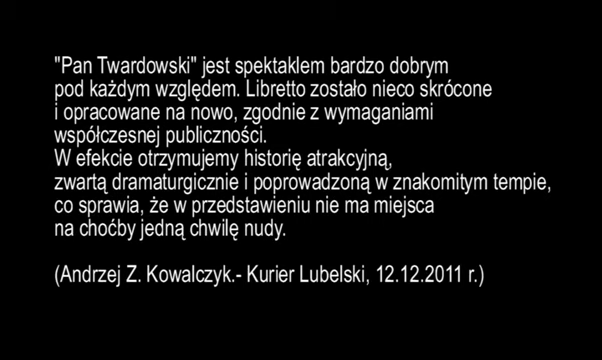 "Pan Twardowski" jest spektaklem bardzo dobrym
pod każdym względem. Libretto zostało nieco skrócone
i opracowane na nowo, zgodnie z wymaganiami
współczesnej publiczności.
W efekcie otrzymujemy historię atrakcyjną,
zwartą dramaturgicznie i poprowadzoną w znakomitym tempie,
co sprawia, że w przedstawieniu nie ma miejsca
na choćby jedną chwilę nudy.
(Andrzej Z. Kowalczyk.- Kurier Lubelski, 12.12.2011 r.)